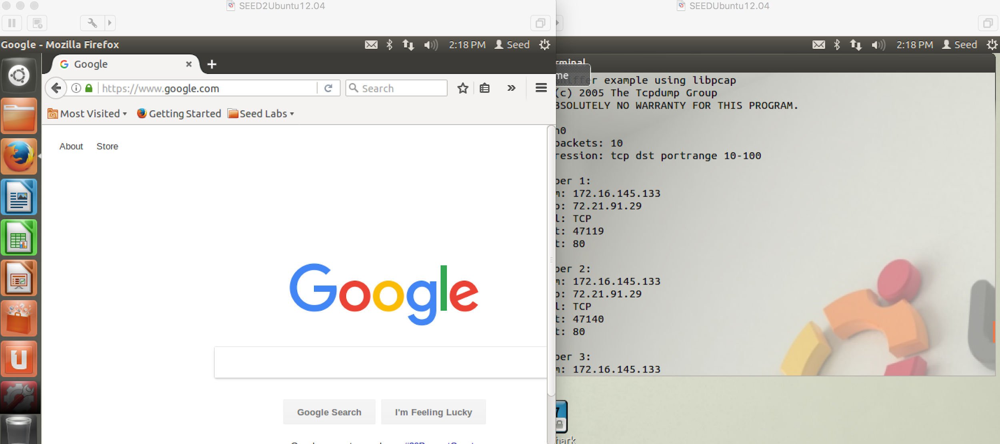 SEED2Ubuntu12.04
Google - Mozilla Firefox
2:18 PM
Seed
Google
https://www.google.com
Search
Most Visited
Getting Started
Seed Labs
About
Store
Google
Google Search
I'm Feeling Lucky
SEEDUbuntu12.04
2:18 PM
Seed
rminal
me
r example using libpcap
(c) 2005 The Tcpdump Group
BSOLUTELY NO WARRANTY FOR THIS PROGRAM.
h0
packets: 10
ression: tcp dst portrange 10-100
ber 1:
m: 172.16.145.133
o: 72.21.91.29
l: TCP
t: 47119
t: 80
ber 2:
m: 172.16.145.133
o: 72.21.91.29
l: TCP
t: 47140
t: 80
ber 3:
m: 172.16.145.133